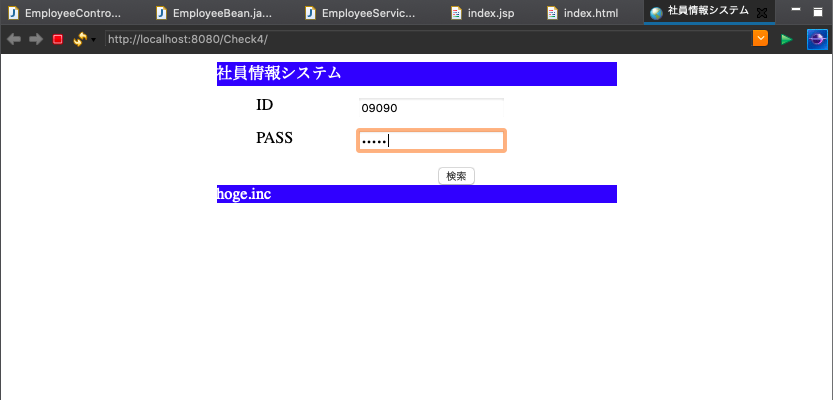 EmployeeContro... EmployeeBean.ja... EmployeeServic... index.jsp index.html 社員情報システム
http://localhost:8080/Check4/
社員情報システム
ID 09090
PASS •••••
検索
hoge.inc